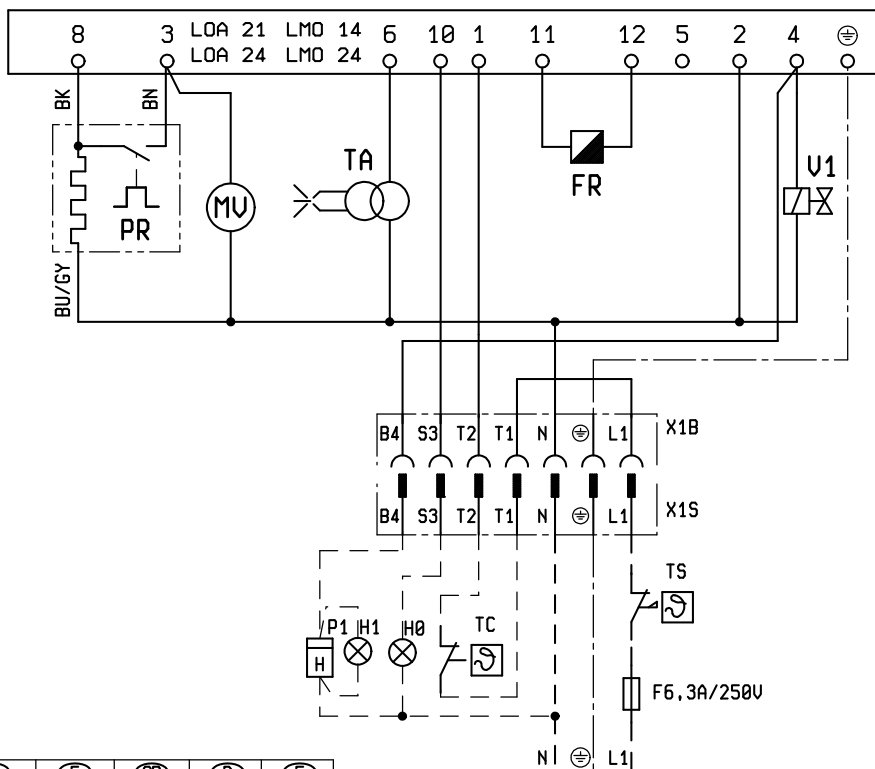 8 3 LOA 21 LMO 14 6 10 1 11 12 5 2 4
LOA 24 LMO 24
BK BN
TA
V1
FR
MV
PR
BU/GY
B4 S3 T2 T1 N L1 X1B
B4 S3 T2 T1 N L1 X1S
TS
P1 H1 H0 TC
H
F6,3A/250V
N L1